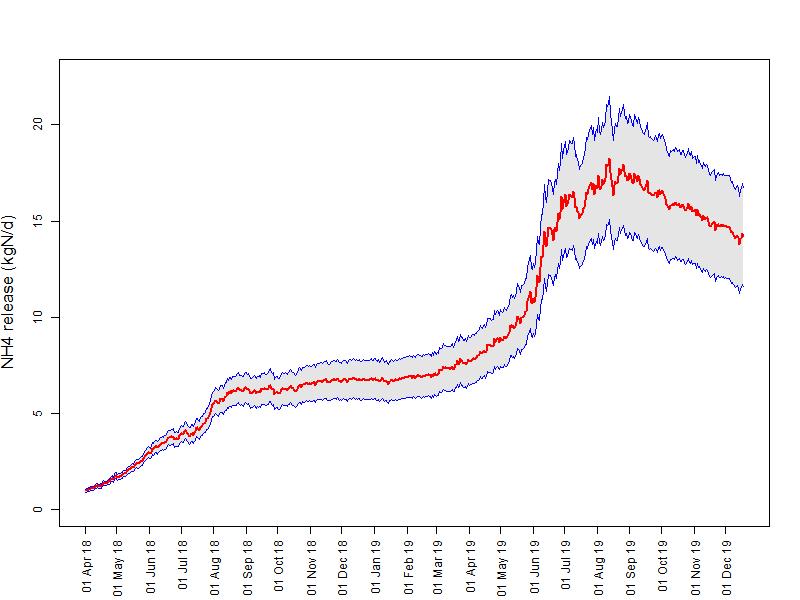 NH4 release (kgN/d)
20
15
10
5
0
01 Apr 18
01 May 18
01 Jun 18
01 Jul 18
01 Aug 18
01 Sep 18
01 Oct 18
01 Nov 18
01 Dec 18
01 Jan 19
01 Feb 19
01 Mar 19
01 Apr 19
01 May 19
01 Jun 19
01 Jul 19
01 Aug 19
01 Sep 19
01 Oct 19
01 Nov 19
01 Dec 19